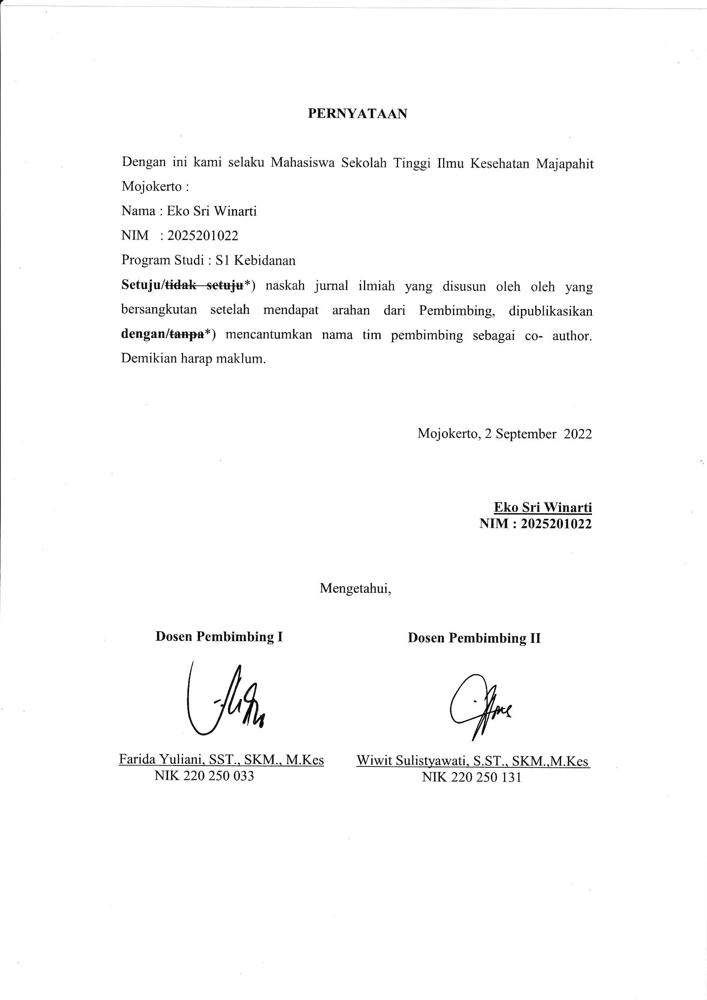 PERNYATAAN
Dengan ini kami selaku Mahasiswa Sekolah Tinggi Ilmu Kesehatan Majapahit
Mojokerto :
Nama : Eko Sri Winarti
NIM : 2025201022
Program Studi : S1 Kebidanan
Setuju/tidak setuju*) naskah jurnal ilmiah yang disusun oleh oleh yang
bersangkutan setelah mendapat arahan dari Pembimbing, dipublikasikan
dengan/tanpa*) mencantumkan nama tim pembimbing sebagai co- author.
Demikian harap maklum.
Mojokerto, 2 September 2022
Eko Sri Winarti
NIM : 2025201022
Mengetahui,
Dosen Pembimbing I
Dosen Pembimbing II
Farida Yuliani, SST., SKM., M.Kes
Wiwit Sulistyawati, S.ST., SKM.,M.Kes
NIK 220 250 033
NIK 220 250 131